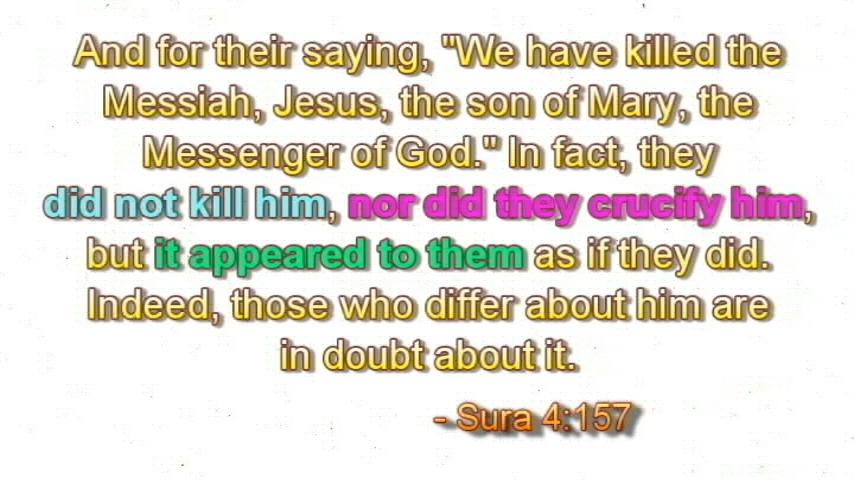 And for their saying, "We have killed the
Messiah, Jesus, the son of Mary, the
Messenger of God." In fact, they
did not kill him, nor did they crucify him,
but it appeared to them as if they did.
Indeed, those who differ about him are
in doubt about it.
- Sura 4:157